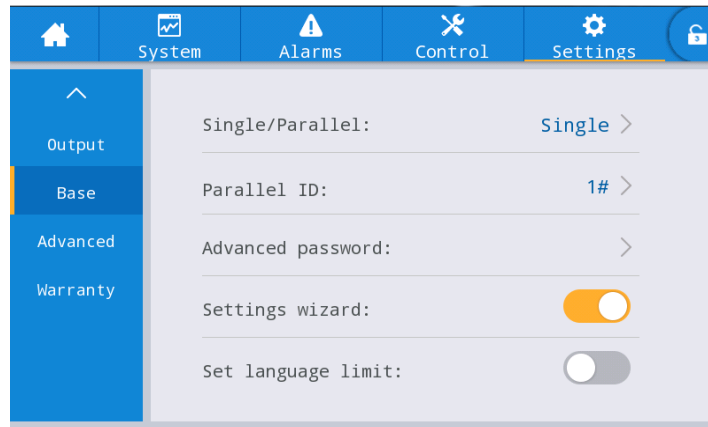 System
Alarms
Control
Settings
3
Output
Base
Advanced
Warranty
Single/Parallel: Single
Parallel ID: 1#
Advanced password:
Settings wizard:
Set language limit: